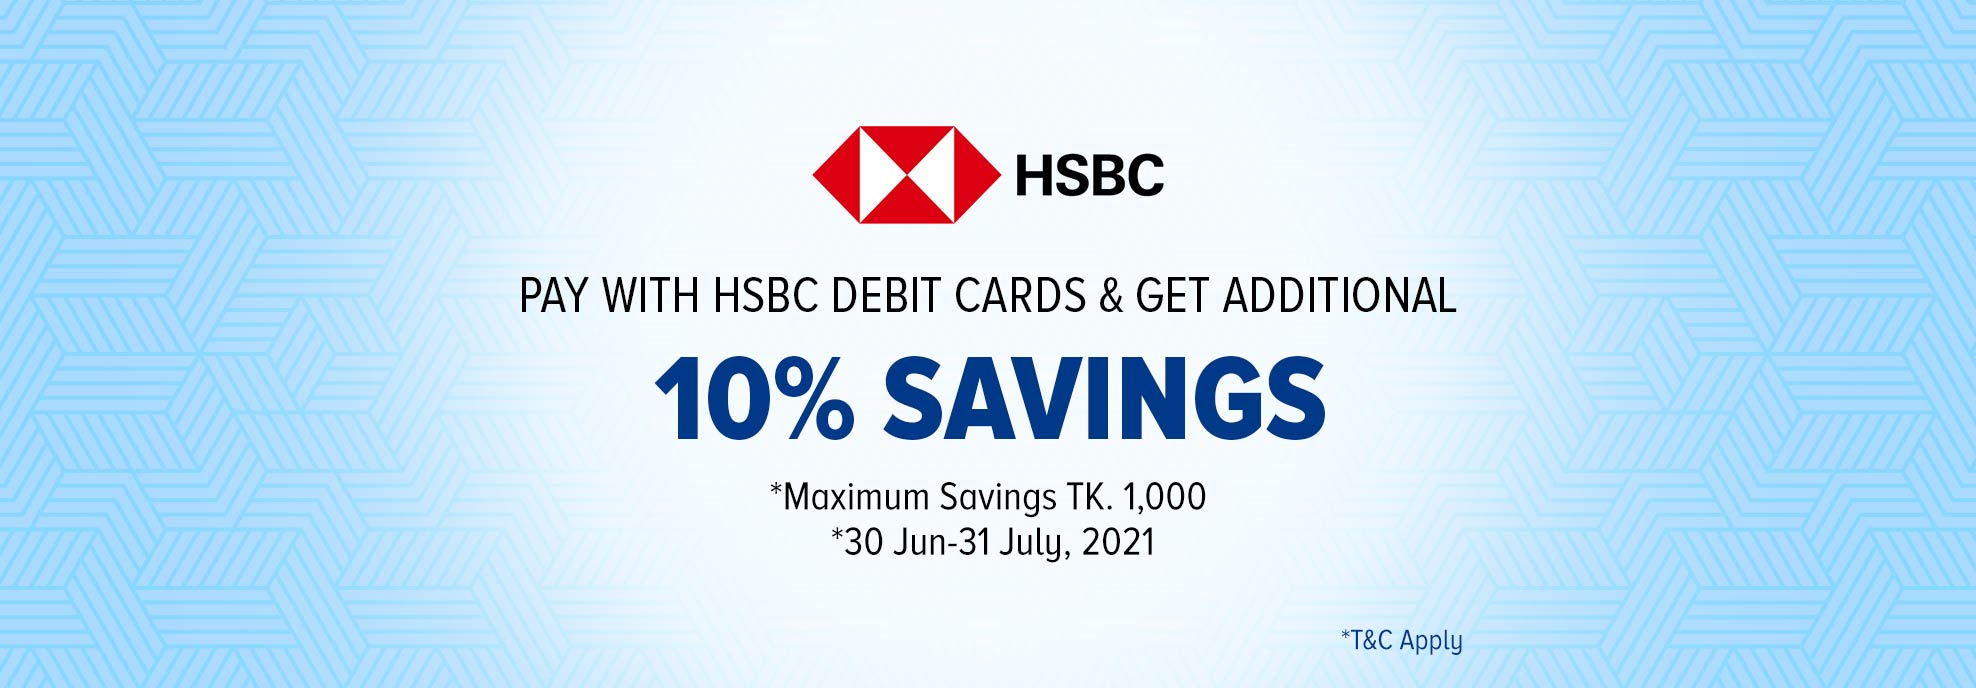 HSBC
PAY WITH HSBC DEBIT CARDS & GET ADDITIONAL
10% SAVINGS
*Maximum Savings TK. 1,000
*30 Jun-31 July, 2021
*T&C Apply